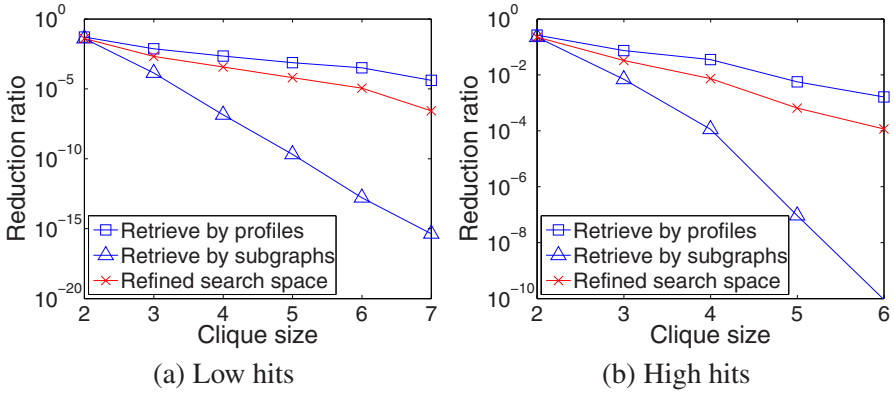 10^0
10^-5
10^-10
10^-15
10^-20
Reduction ratio
Retrieve by profiles
Retrieve by subgraphs
Refined search space
2 3 4 5 6 7
Clique size
(a) Low hits
10^0
10^-2
10^-4
10^-6
10^-8
10^-10
Reduction ratio
Retrieve by profiles
Retrieve by subgraphs
Refined search space
2 3 4 5 6
Clique size
(b) High hits